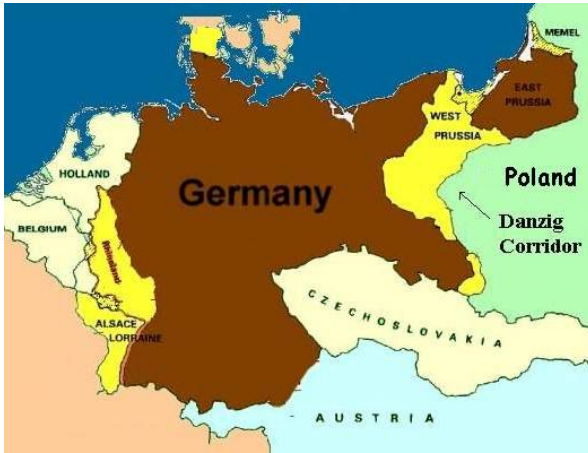 MEMEL
EAST
PRUSSIA
WEST
PRUSSIA
HOLLAND
Germany
Poland
Danzig
Corridor
BELGIUM
Rhineland
CZECHOSLOVAKIA
ALSACE
LORRAINE
AUSTRIA